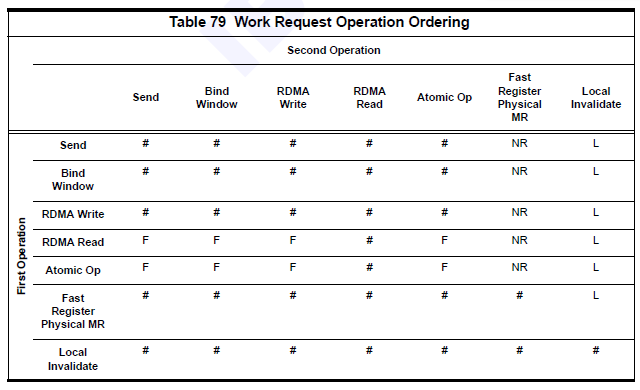 Table 79 Work Request Operation Ordering
Second Operation
Send Bind Window RDMA Write RDMA Read Atomic Op Fast Register Physical MR Local Invalidate
First Operation
Send # # # # # NR L
Bind Window # # # # # NR L
RDMA Write # # # # # NR L
RDMA Read F F F # F NR L
Atomic Op F F F # F NR L
Fast Register Physical MR # # # # # # L
Local Invalidate # # # # # # #